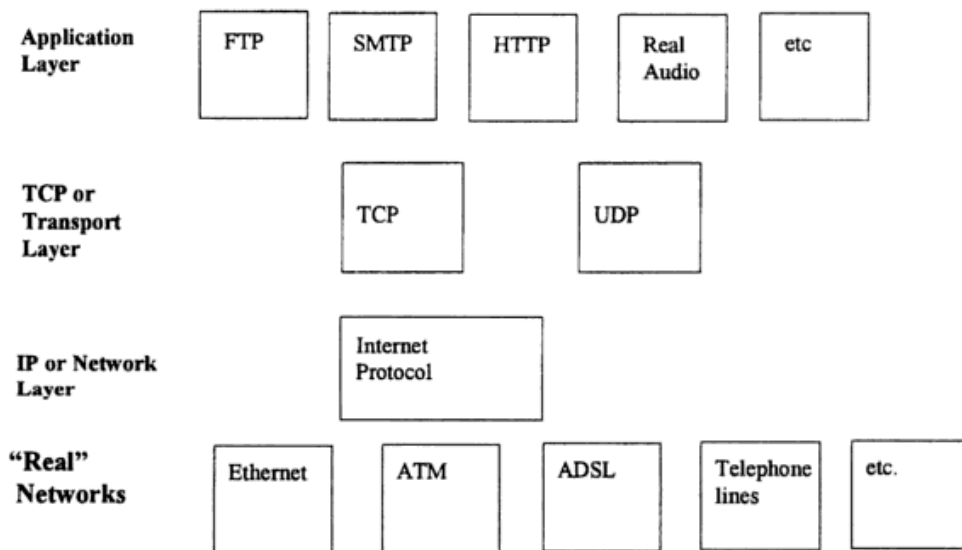 Application
Layer
FTP
SMTP
HTTP
Real
Audio
etc
TCP or
Transport
Layer
TCP
UDP
IP or Network
Layer
Internet
Protocol
“Real”
Networks
Ethernet
ATM
ADSL
Telephone
lines
etc.